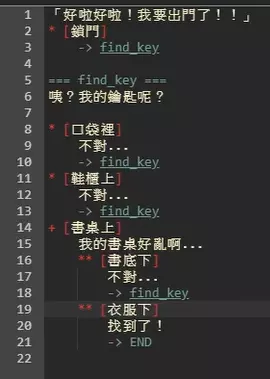 1 「好啦好啦！我要出門了！！」
2 * [鎖門]
3 -> find_key
4
5 === find_key ===
6 咦？我的鑰匙呢？
7
8 * [口袋裡]
9 不對...
10 -> find_key
11 * [鞋櫃上]
12 不對...
13 -> find_key
14 + [書桌上]
15 我的書桌好亂啊...
16 ** [書底下]
17 不對...
18 -> find_key
19 ** [衣服下]
20 找到了！
21 -> END
22